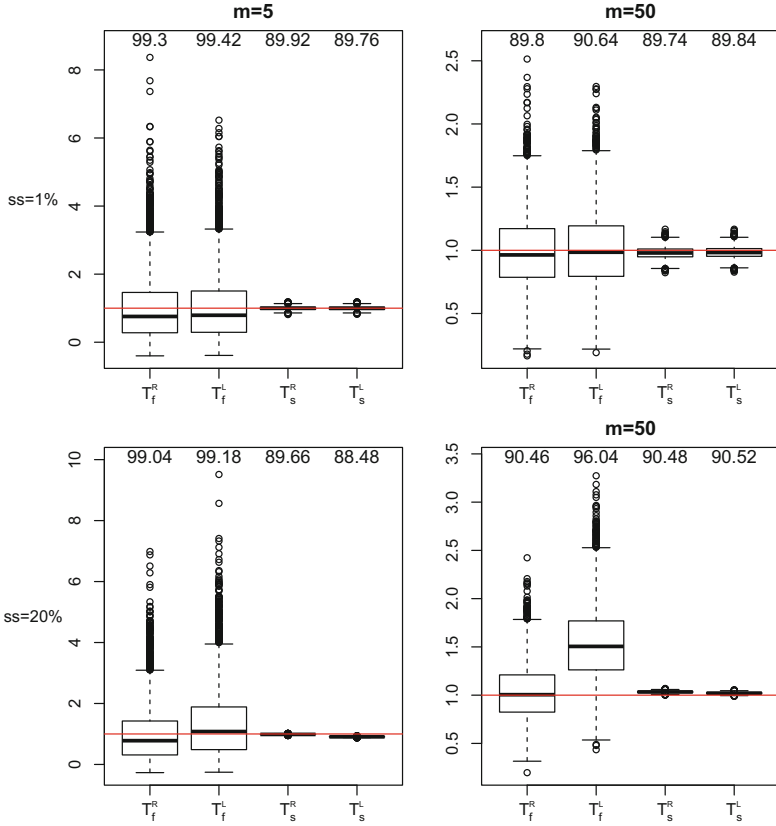 m=5
m=50
99.3 99.42 89.92 89.76
89.8 90.64 89.74 89.84
ss=1%
8
6
4
2
0
2.5
2.0
1.5
1.0
0.5
T_f^R T_f^L T_s^R T_s^L
T_f^R T_f^L T_s^R T_s^L
m=50
99.04 99.18 89.66 88.48
90.46 96.04 90.48 90.52
ss=20%
10
8
6
4
2
0
3.5
3.0
2.5
2.0
1.5
1.0
0.5
T_f^R T_f^L T_s^R T_s^L
T_f^R T_f^L T_s^R T_s^L